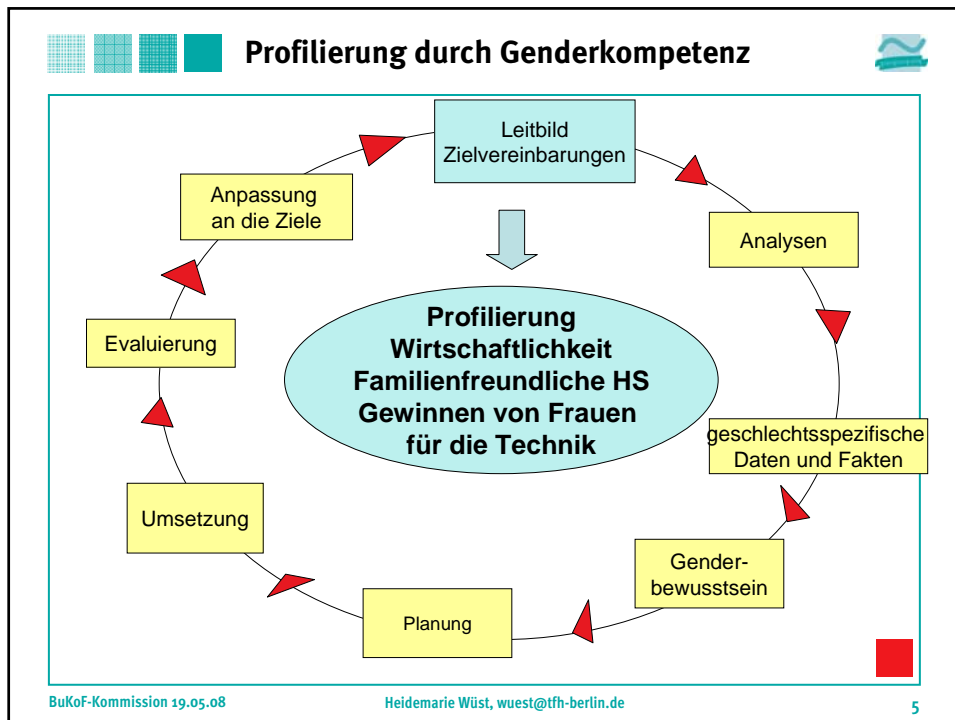 Profilierung durch Genderkompetenz
Leitbild
Zielvereinbarungen
Analysen
geschlechtsspezifische
Daten und Fakten
Gender-
bewusstsein
Planung
Umsetzung
Evaluierung
Anpassung
an die Ziele
Profilierung
Wirtschaftlichkeit
Familienfreundliche HS
Gewinnen von Frauen
für die Technik
BuKoF-Kommission 19.05.08
Heidemarie Wüst, wuest@tfh-berlin.de
5